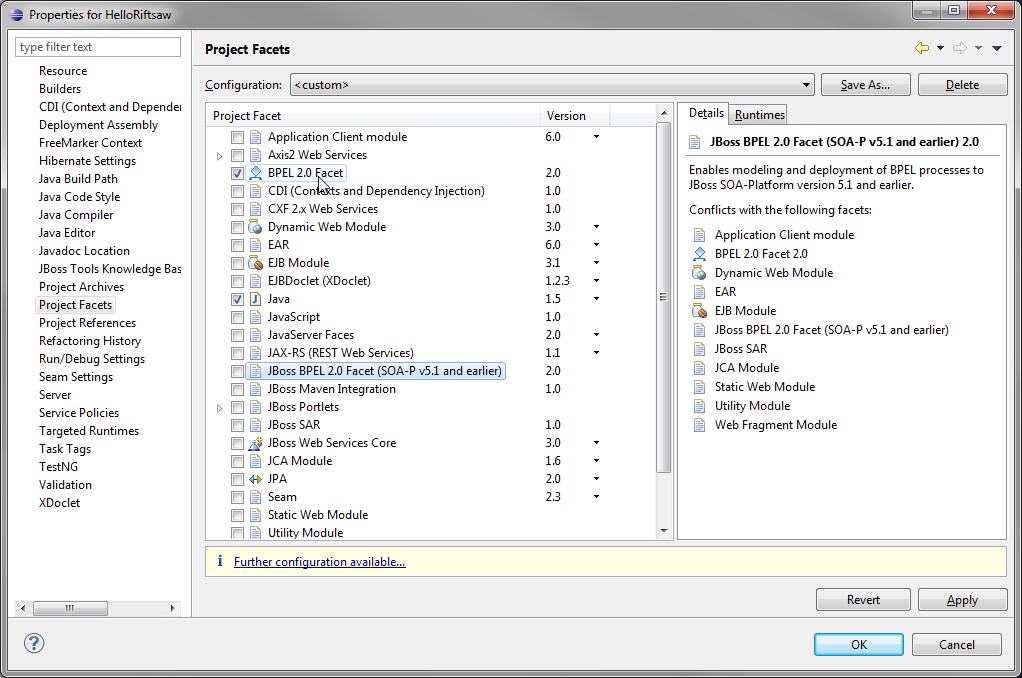 Properties for HelloRiftsaw
type filter text
Resource
Builders
CDI (Context and Depender
Deployment Assembly
FreeMarker Context
Hibernate Settings
Java Build Path
Java Code Style
Java Compiler
Java Editor
Javadoc Location
JBoss Tools Knowledge Bas
Project Archives
Project Facets
Project References
Refactoring History
Run/Debug Settings
Seam Settings
Server
Service Policies
Targeted Runtimes
Task Tags
TestNG
Validation
XDoclet
Project Facets
Configuration: <custom> Save As... Delete
Project Facet Version
Application Client module 6.0
Axis2 Web Services
BPEL 2.0 Facet 2.0
CDI (Contexts and Dependency Injection) 1.0
CXF 2.x Web Services 1.0
Dynamic Web Module 3.0
EAR 6.0
EJB Module 3.1
EJBDoclet (XDoclet) 1.2.3
Java 1.5
JavaScript 1.0
JavaServer Faces 2.0
JAX-RS (REST Web Services) 1.1
JBoss BPEL 2.0 Facet (SOA-P v5.1 and earlier) 2.0
JBoss Maven Integration 1.0
JBoss Portlets
JBoss SAR 1.0
JBoss Web Services Core 3.0
JCA Module 1.6
JPA 2.0
Seam 2.3
Static Web Module
Utility Module
Details Runtimes
JBoss BPEL 2.0 Facet (SOA-P v5.1 and earlier) 2.0
Enables modeling and deployment of BPEL processes to
JBoss SOA-Platform version 5.1 and earlier.
Conflicts with the following facets:
Application Client module
BPEL 2.0 Facet 2.0
Dynamic Web Module
EAR
EJB Module
JBoss BPEL 2.0 Facet (SOA-P v5.1 and earlier)
JBoss SAR
JCA Module
Static Web Module
Utility Module
Web Fragment Module
i Further configuration available...
Revert Apply
? OK Cancel